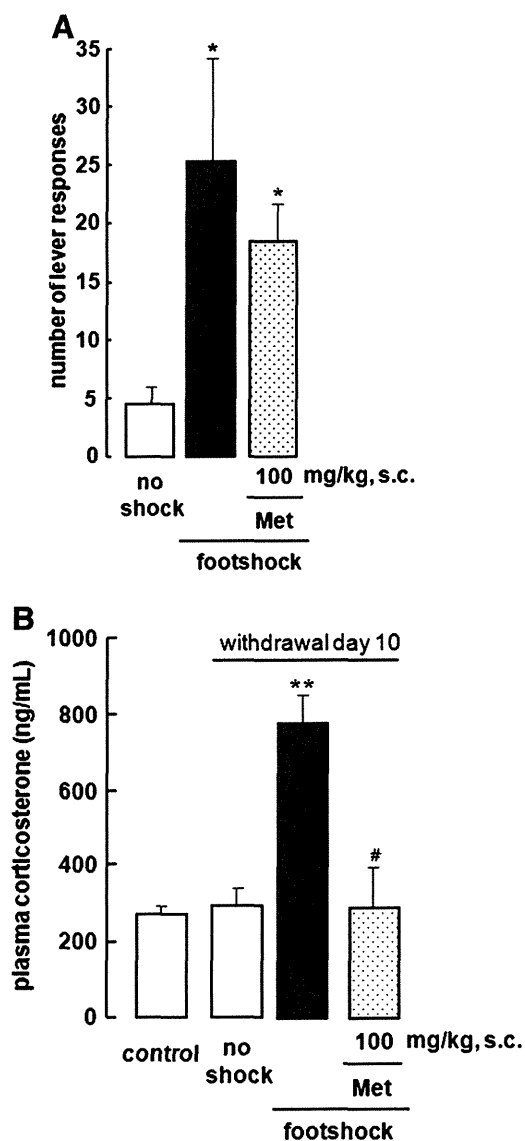 A
number of lever responses
35
30
25
20
15
10
5
0
*
*
no shock
100 mg/kg, s.c.
Met
footshock
B
plasma corticosterone (ng/mL)
1000
800
600
400
200
0
withdrawal day 10
**
#
control
no shock
100 mg/kg, s.c.
Met
footshock